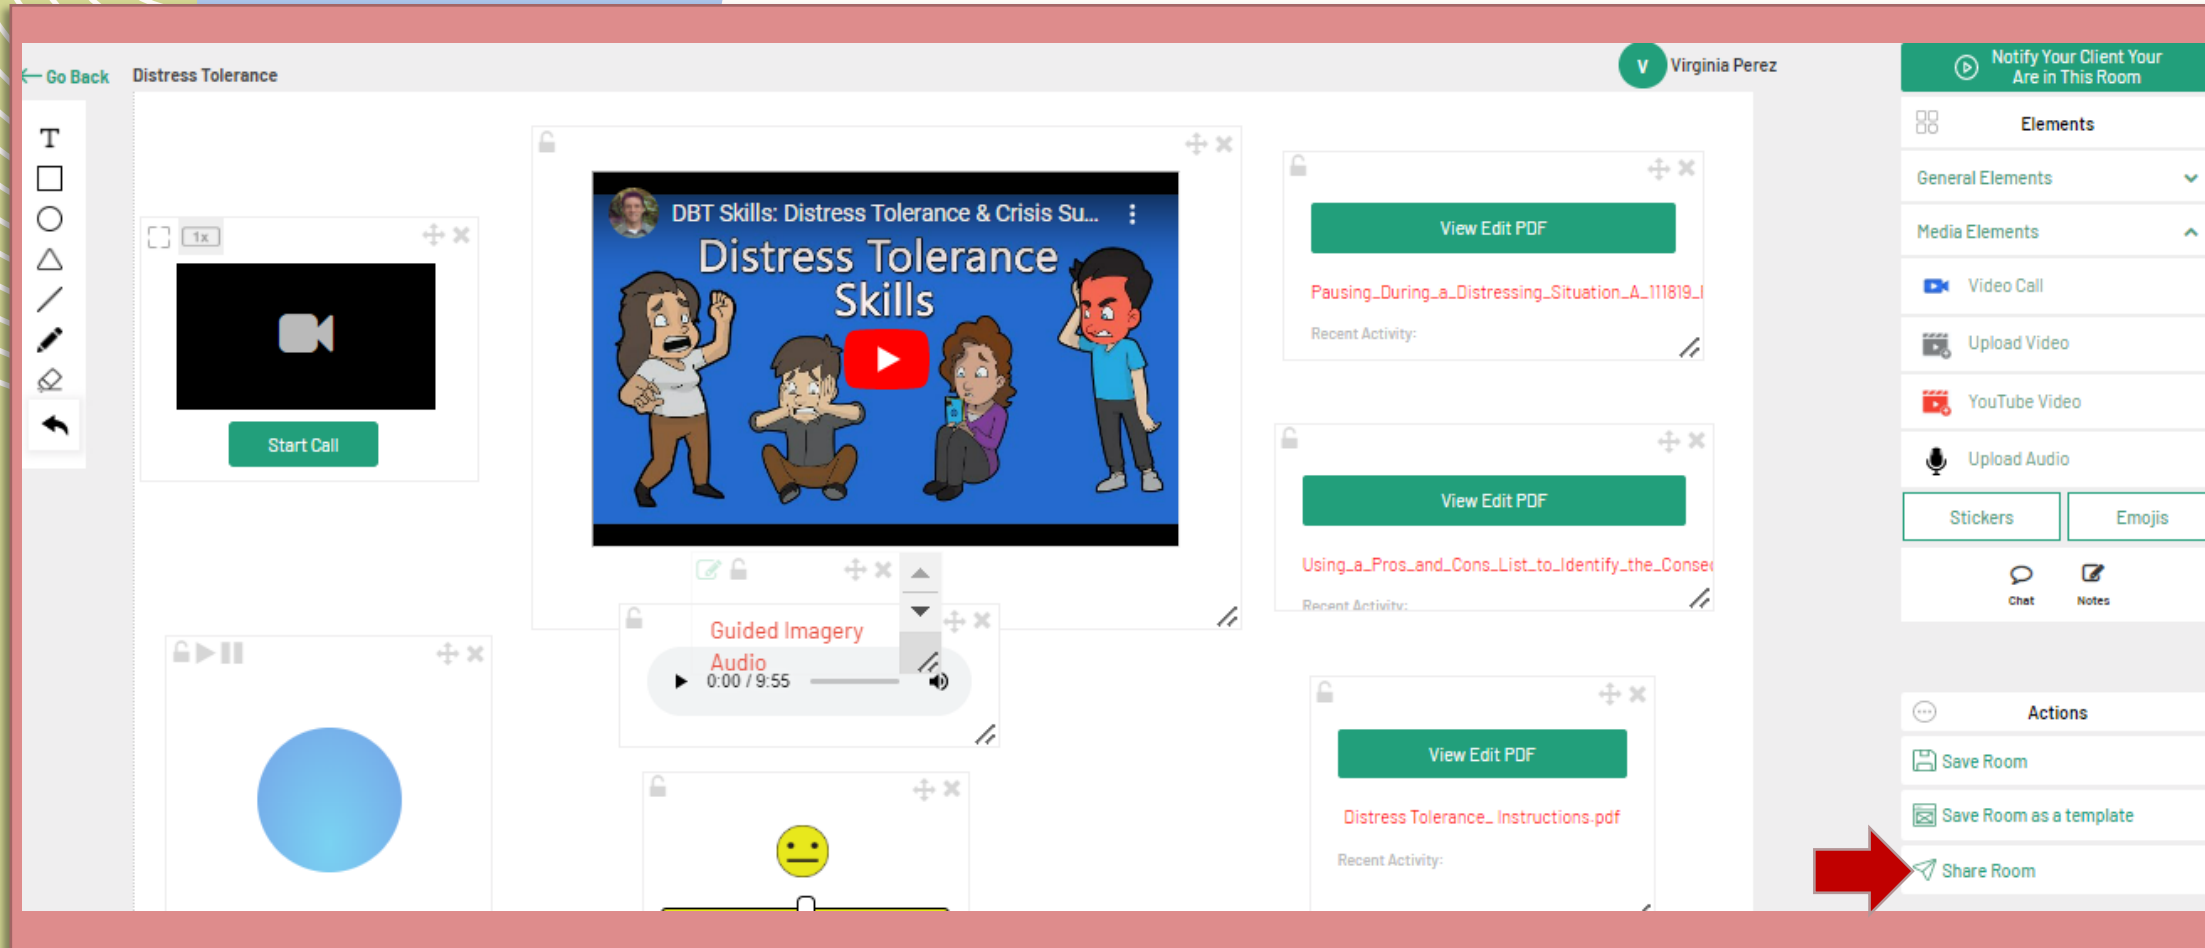 Go Back
Distress Tolerance
V
Virginia Perez
Notify Your Client Your
Are in This Room
T
1x
Start Call
DBT Skills: Distress Tolerance & Crisis Su...
Distress Tolerance
Skills
Guided Imagery
Audio
0:00 / 9:55
View Edit PDF
Pausing_During_a_Distressing_Situation_A_111819_
Recent Activity:
View Edit PDF
Using_a_Pros_and_Cons_List_to_Identify_the_Conse
Recent Activity:
View Edit PDF
Distress Tolerance_ Instructions.pdf
Recent Activity:
Elements
General Elements
Media Elements
Video Call
Upload Video
YouTube Video
Upload Audio
Stickers
Emojis
Chat
Notes
Actions
Save Room
Save Room as a template
Share Room